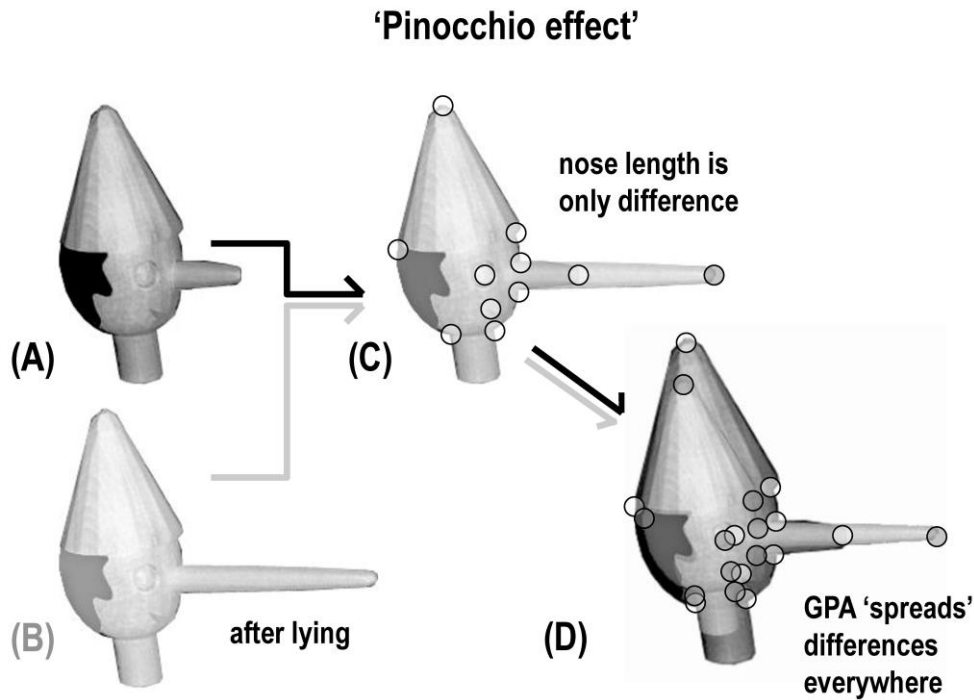 ‘Pinocchio effect’
nose length is
only difference
(A)
(C)
(B)
after lying
(D)
GPA ‘spreads’
differences
everywhere